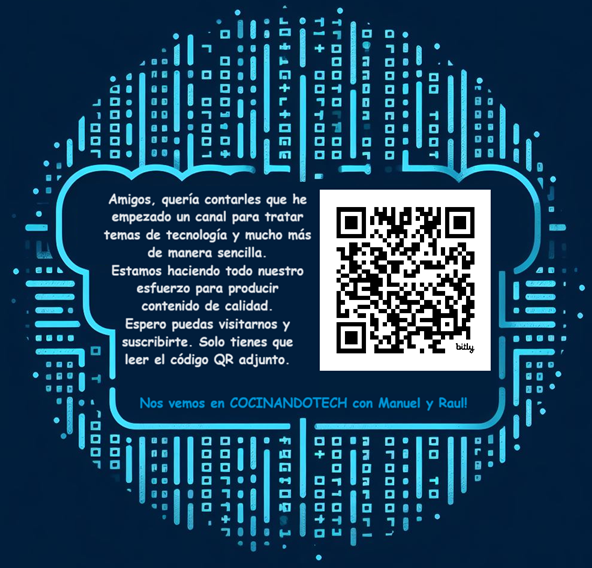 Amigos, quería contarles que he
empezado un canal para tratar
temas de tecnología y mucho más
de manera sencilla.
Estamos haciendo todo nuestro
esfuerzo para producir
contenido de calidad.
Espero puedas visitarnos y
suscribirte. Solo tienes que
leer el código QR adjunto.
bitly
Nos vemos en COCINANDOTECH con Manuel y Raul!